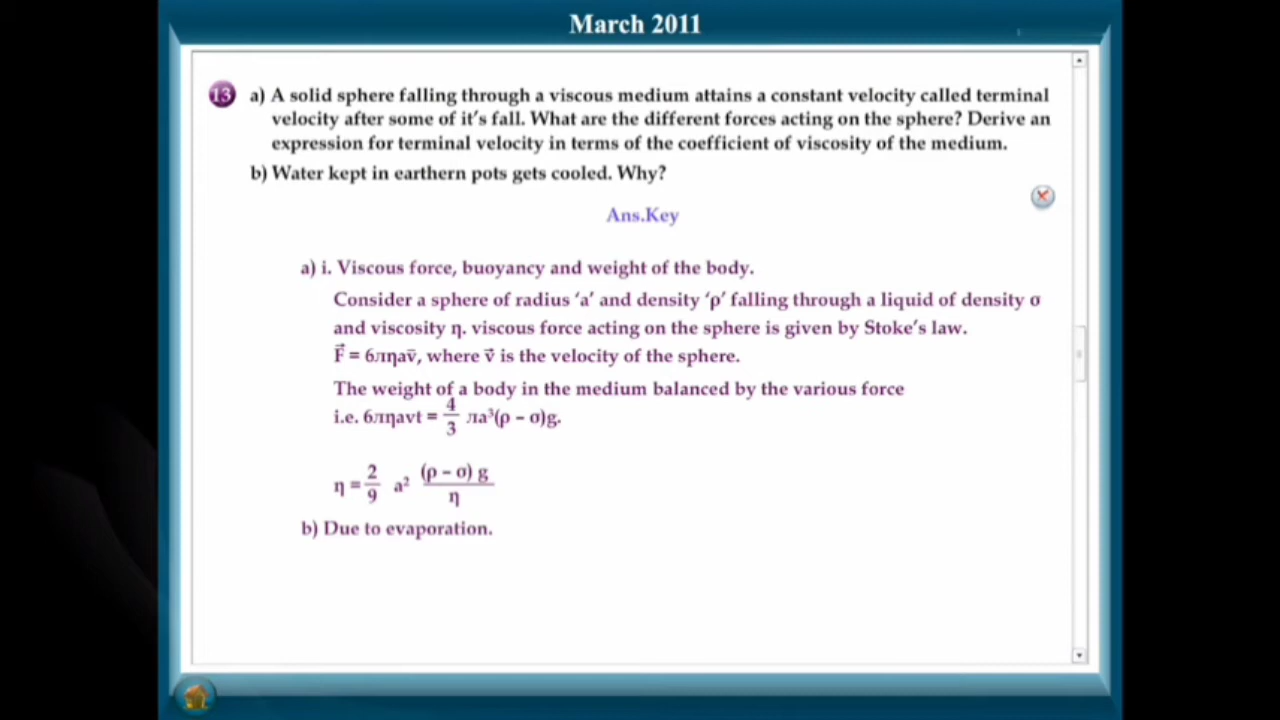 March 2011
13 a) A solid sphere falling through a viscous medium attains a constant velocity called terminal
velocity after some of it's fall. What are the different forces acting on the sphere? Derive an
expression for terminal velocity in terms of the coefficient of viscosity of the medium.
b) Water kept in earthern pots gets cooled. Why?
Ans.Key
a) i. Viscous force, buoyancy and weight of the body.
Consider a sphere of radius 'a' and density 'ρ' falling through a liquid of density σ
and viscosity η. viscous force acting on the sphere is given by Stoke's law.
F⃗ = 6πηav̄, where v⃗ is the velocity of the sphere.
The weight of a body in the medium balanced by the various force
i.e. 6πηavt = 4/3 πa³(ρ – σ)g.
η = 2/9 a² (ρ – σ) g / η
b) Due to evaporation.